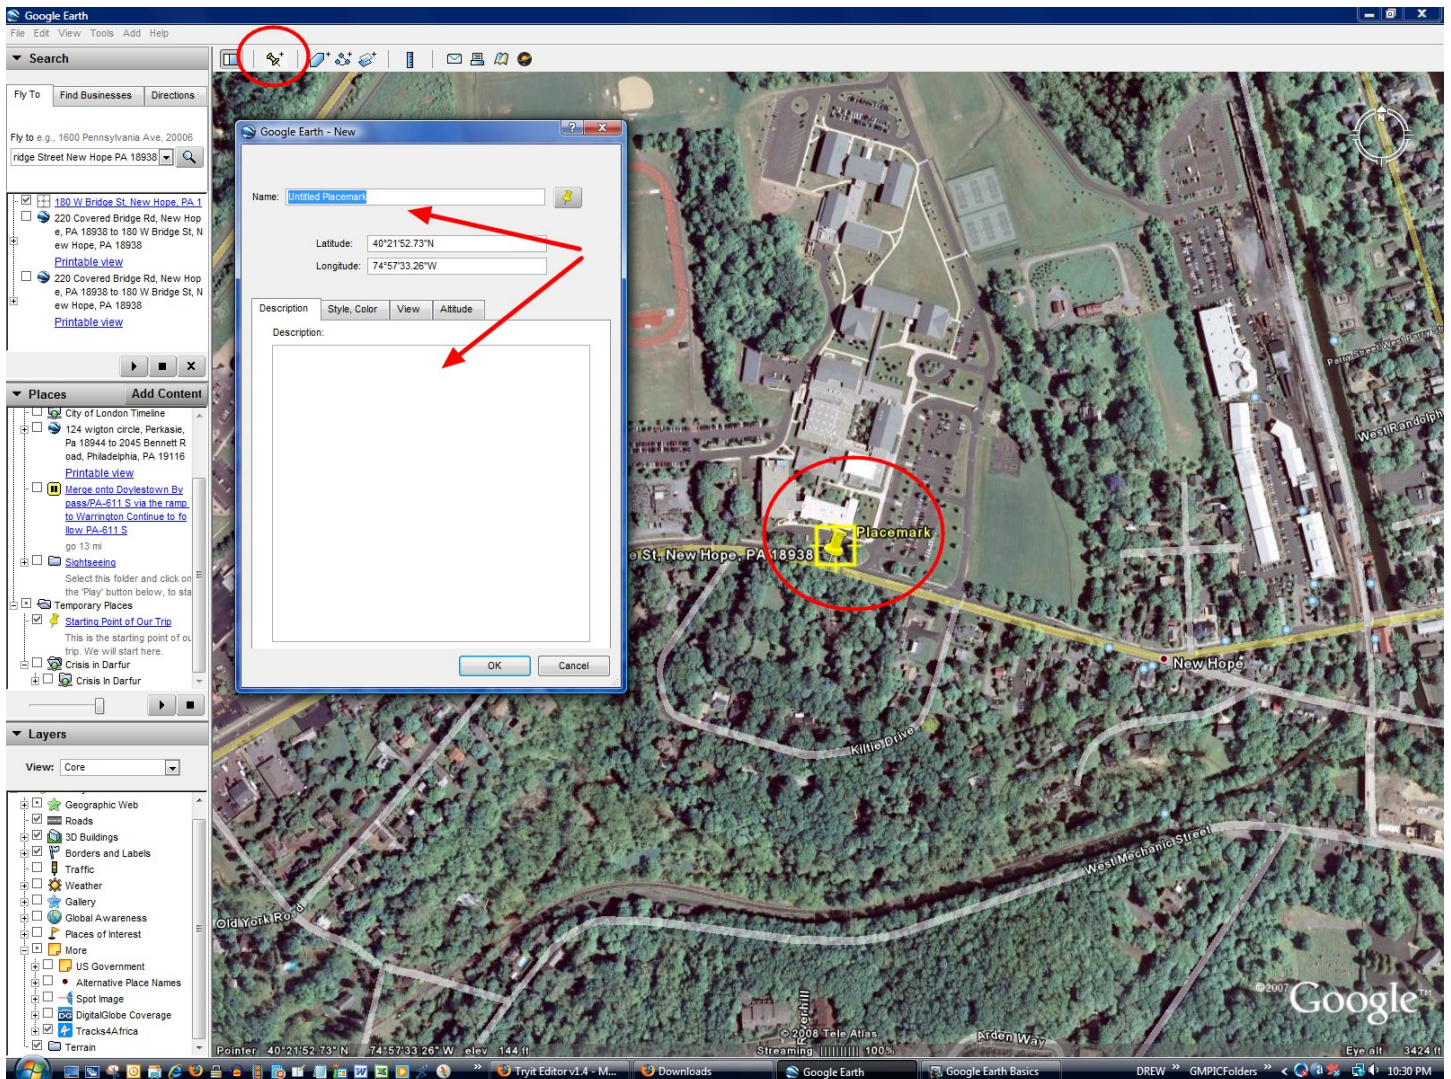 Google Earth
File Edit View Tools Add Help
Search
Fly To
Find Businesses
Directions
Fly to e.g., 1600 Pennsylvania Ave, 20006
ridge Street New Hope PA 18938
180 W Bridge St, New Hope, PA 1
220 Covered Bridge Rd, New Hop
e, PA 18938 to 180 W Bridge St, N
ew Hope, PA 18938
Printable view
220 Covered Bridge Rd, New Hop
e, PA 18938 to 180 W Bridge St, N
ew Hope, PA 18938
Printable view
Places
Add Content
City of London Timeline
124 wigton circle, Perkasie,
Pa 18944 to 2045 Bennett R
oad, Philadelphia, PA 19116
Printable view
Merge onto Doylestown By
pass/PA-611 S via the ramp
to Warrington Continue to fo
llow PA-611 S
go 13 mi
Sightseeing
Select this folder and click on
the 'Play' button below, to sta
Temporary Places
Starting Point of Our Trip
This is the starting point of ou
trip. We will start here.
Crisis in Darfur
Crisis In Darfur
Layers
View: Core
Geographic Web
Roads
3D Buildings
Borders and Labels
Traffic
Weather
Gallery
Global Awareness
Places of Interest
More
US Government
Alternative Place Names
Spot Image
DigitalGlobe Coverage
Tracks4Africa
Terrain
Google Earth - New
Name: Untitled Placemark
Latitude: 40°21'52.73"N
Longitude: 74°57'33.26"W
Description
Style, Color
View
Altitude
Description:
OK
Cancel
N
Placemark
e St, New Hope, PA 18938
West Randolph
New Hope
Kiltie Drive
West Mechanic Street
Old York Road
Riverhill
Arden Way
©2007 Google™
© 2008 Tele Atlas
Pointer 40°21'52.73" N 74°57'33.26" W elev 144 ft
Streaming |||||||||| 100%
Eye alt 3424 ft
Tryit Editor v1.4 - M...
Downloads
Google Earth
Google Earth Basics
DREW
GMPICFolders
10:30 PM